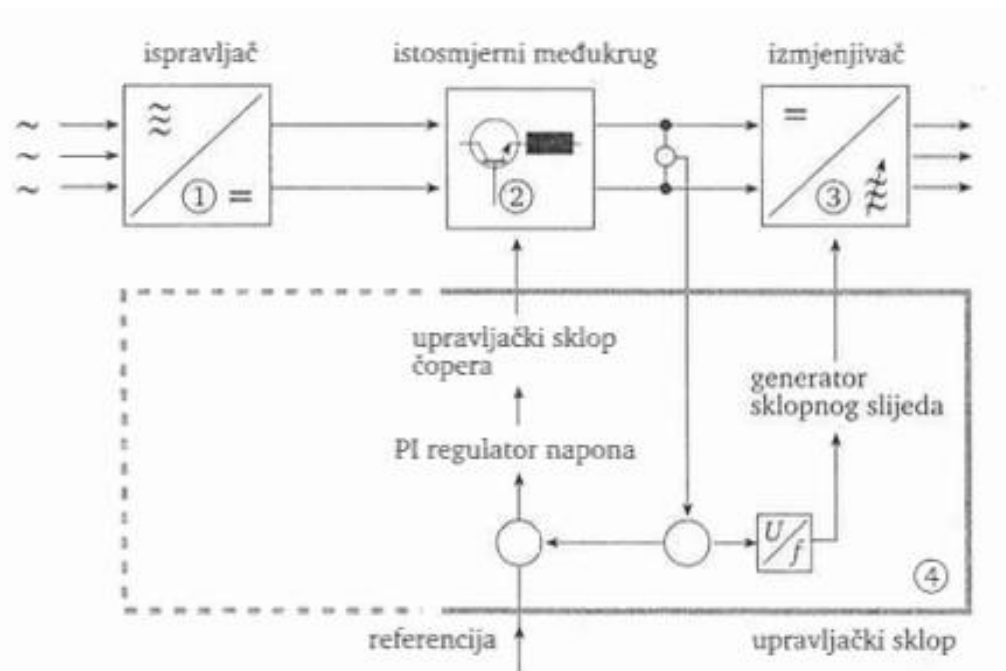 ispravljač
istosmjerni međukrug
izmjenjivač
~
~
~
≈
①
=
②
=
③
upravljački sklop
čopera
generator
sklopnog slijeda
PI regulator napona
U/f
④
referencija
upravljački sklop